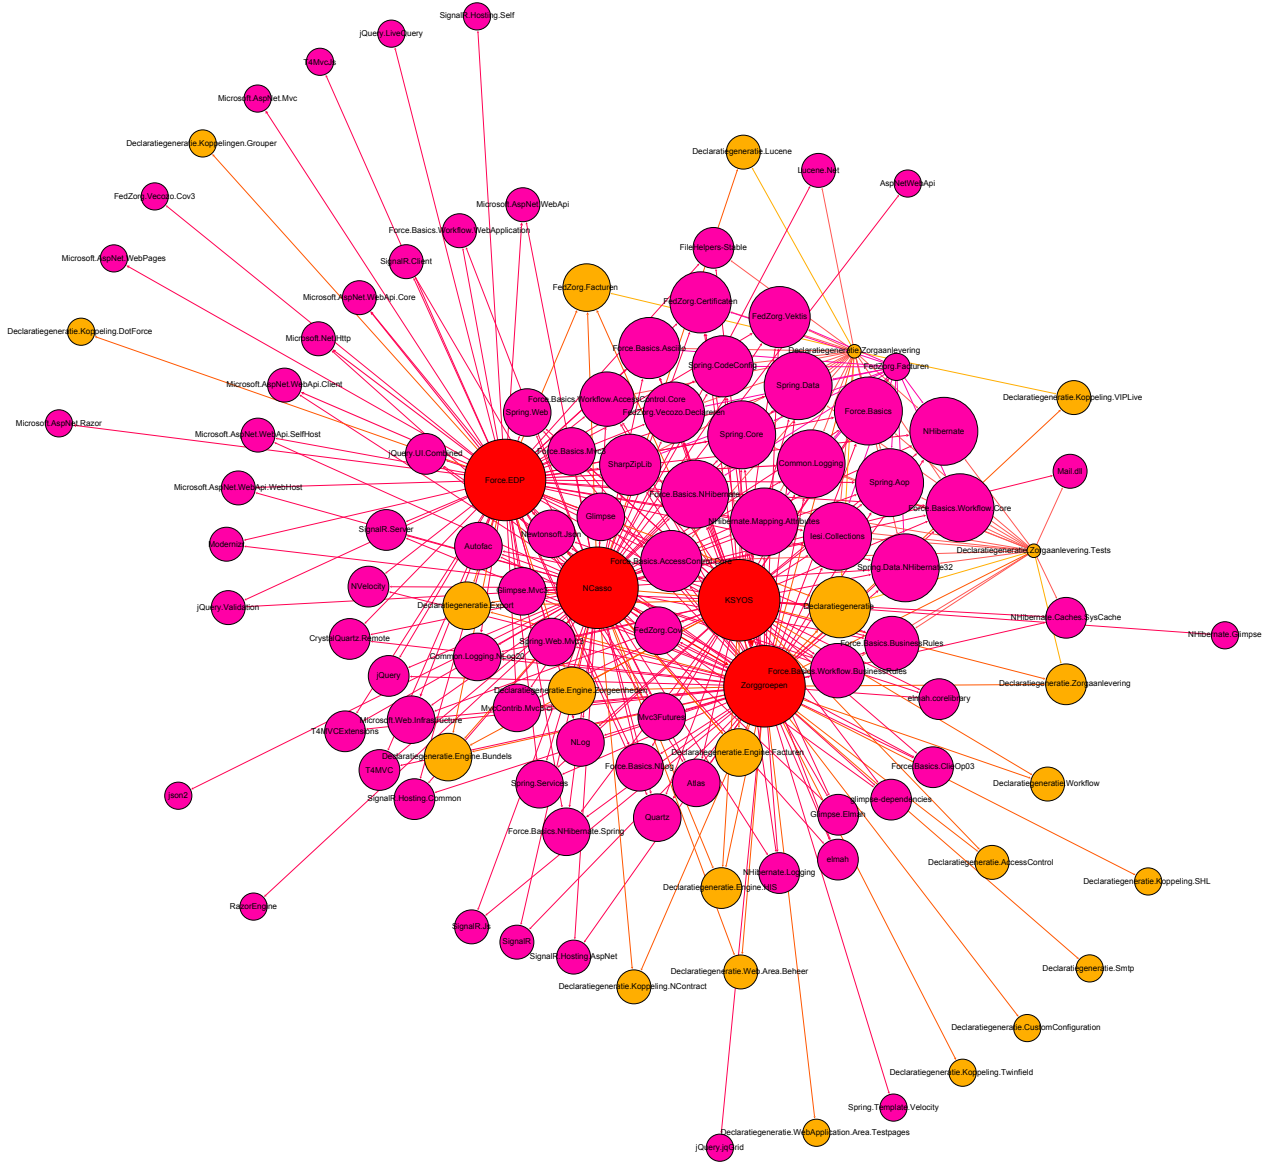 SignalR.Hosting.Self
jQuery.LiveQuery
T4MvcJs
Microsoft.AspNet.Mvc
Declaratiegeneratie.Koppelingen.Grouper
Declaratiegeneratie.Lucene
Lucene.Net
AspNetWebApi
FedZorg.Vecozo.Cov3
Microsoft.AspNet.WebApi
Force.Basics.Workflow.WebApplication
FileHelpers-Stable
Microsoft.AspNet.WebPages
SignalR.Client
FedZorg.Facturen
Microsoft.AspNet.WebApi.Core
FedZorg.Certificaten
FedZorg.Vektis
Declaratiegeneratie.Koppeling.DotForce
Microsoft.Net.Http
Force.Basics.Ascii
Declaratiegeneratie.Zorgaanlevering
Spring.CodeConfig
FedZorg.Facturen
Microsoft.AspNet.WebApi.Client
Spring.Data
Force.Basics.Workflow.AccessControl.Core
Declaratiegeneratie.Koppeling.VIPLive
Spring.Web
FedZorg.Vecozo.Declareren
Force.Basics
Microsoft.AspNet.Razor
Microsoft.AspNet.WebApi.SelfHost
Spring.Core
NHibernate
jQuery.UI.Combined
Force.Basics.Mvc3
SharpZipLib
Common.Logging
Mail.dll
Force.EDP
Spring.Aop
Microsoft.AspNet.WebApi.WebHost
Force.Basics.NHibernate
Force.Basics.Workflow.Core
Glimpse
NHibernate.Mapping.Attributes
SignalR.Server
Newtonsoft.Json
Iesi.Collections
Modernizr
Autofac
Declaratiegeneratie.Zorgaanlevering.Tests
Force.Basics.AccessControl.Core
Spring.Data.NHibernate32
NVelocity
NCasso
Glimpse.Mvc3
KSYOS
jQuery.Validation
Declaratiegeneratie.Export
Declaratiegeneratie
NHibernate.Caches.SysCache
FedZorg.Cov
NHibernate.Glimpse
CrystalQuartz.Remote
Spring.Web.Mvc3
Force.Basics.BusinessRules
Common.Logging.NLog20
Force.Basics.Workflow.BusinessRules
jQuery
Declaratiegeneratie.Engine.Zorgeenheden
Zorggroepen
Declaratiegeneratie.Zorgaanlevering
elmah.corelibrary
MvcContrib.Mvc3-ci
Mvc3Futures
Microsoft.Web.Infrastructure
T4MVCExtensions
NLog
Declaratiegeneratie.Engine.Facturen
Declaratiegeneratie.Engine.Bundels
Force.Basics.NLog
Force.Basics.ClieOp03
T4MVC
Spring.Services
Atlas
Declaratiegeneratie.Workflow
json2
SignalR.Hosting.Common
glimpse-dependencies
Glimpse.Elmah
Quartz
Force.Basics.NHibernate.Spring
elmah
Declaratiegeneratie.AccessControl
NHibernate.Logging
Declaratiegeneratie.Koppeling.SHL
Declaratiegeneratie.Engine.HIS
RazorEngine
SignalR.Js
SignalR
SignalR.Hosting.AspNet
Declaratiegeneratie.Web.Area.Beheer
Declaratiegeneratie.Smtp
Declaratiegeneratie.Koppeling.NContract
Declaratiegeneratie.CustomConfiguration
Declaratiegeneratie.Koppeling.Twinfield
Spring.Template.Velocity
Declaratiegeneratie.WebApplication.Area.Testpages
jQuery.jqGrid